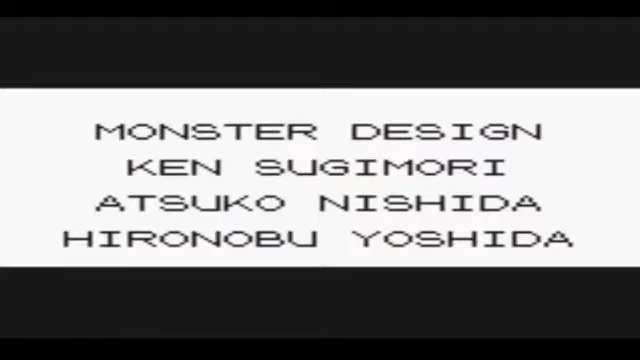 MONSTER DESIGN
KEN SUGIMORI
ATSUKO NISHIDA
HIRONOBU YOSHIDA